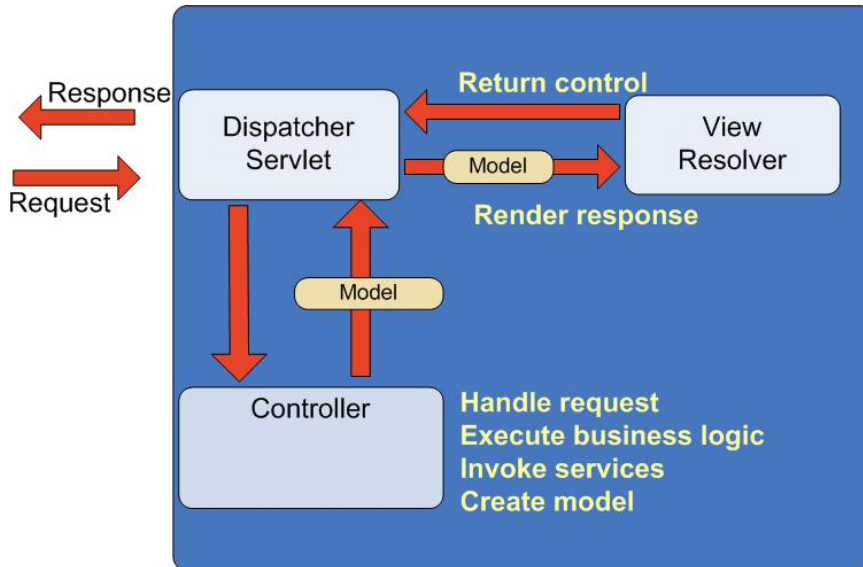 Response
Request
Dispatcher
Servlet
Return control
Model
Render response
View
Resolver
Model
Controller
Handle request
Execute business logic
Invoke services
Create model